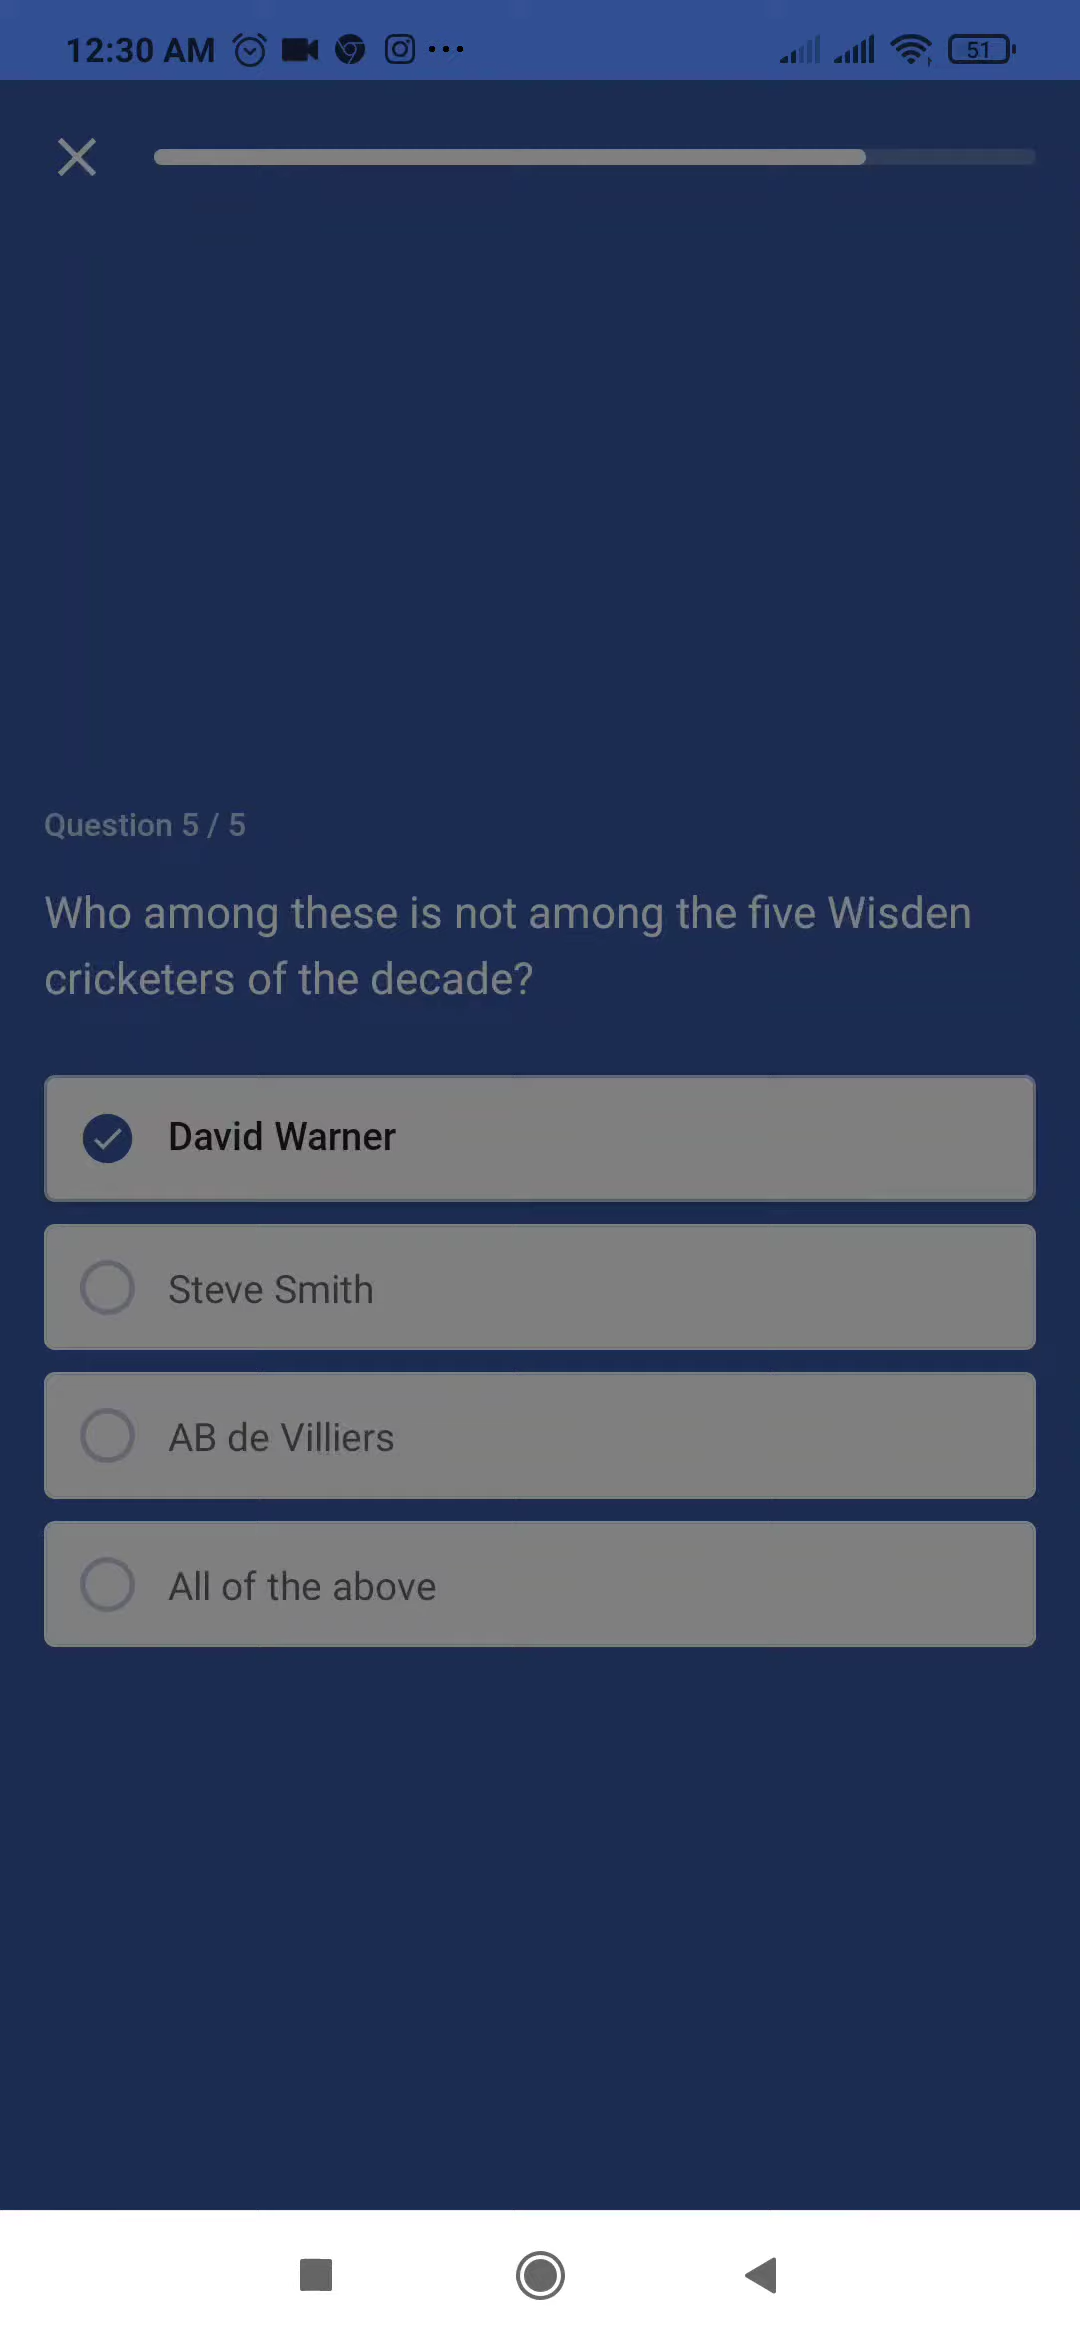 12:30 AM
51
Question 5 / 5
Who among these is not among the five Wisden
cricketers of the decade?
David Warner
Steve Smith
AB de Villiers
All of the above